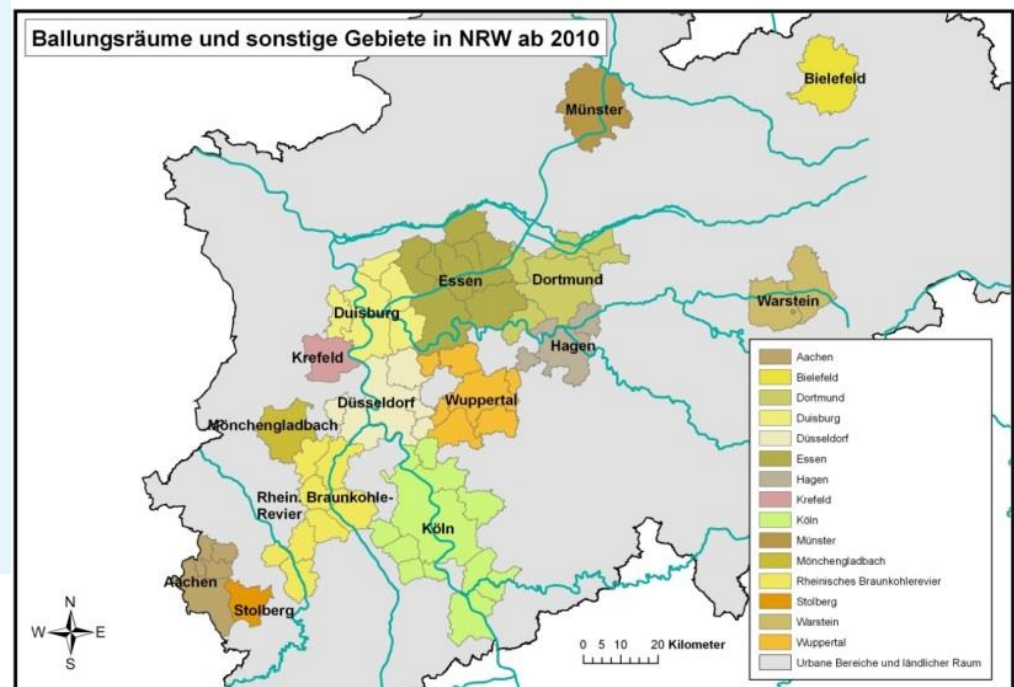 Ballungsräume und sonstige Gebiete in NRW ab 2010
Bielefeld
Münster
Essen
Dortmund
Warstein
Duisburg
Hagen
Krefeld
Düsseldorf
Wuppertal
Mönchengladbach
Rhein. Braunkohle-
Revier
Köln
Aachen
Stolberg
N
W E
S
0 5 10 20 Kilometer
Aachen
Bielefeld
Dortmund
Duisburg
Düsseldorf
Essen
Hagen
Krefeld
Köln
Münster
Mönchengladbach
Rheinisches Braunkohlerevier
Stolberg
Warstein
Wuppertal
Urbane Bereiche und ländlicher Raum